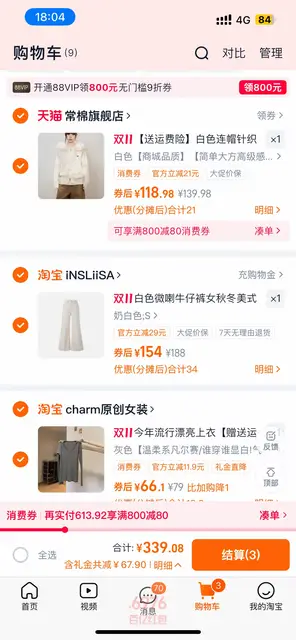 18:04
4G 84
购物车(9)
对比 管理
88VIP 开通88VIP领800元无门槛9折券 领800元
天猫 常棉旗舰店>
领券>
双11【送运费险】白色连帽针织 ×1
白色【商城品质】【简单大方高级感...
消费券 官方立减21元 大促价保
券后¥118.98 ¥139.98
优惠(分摊后)合计21 明细>
可享满800减80消费券 凑单>
淘宝 iNSLiiSA>
充购物金>
双11白色微喇牛仔裤女秋冬美式 ×1
奶白色;S>
官方立减29元 大促价保 7天无理由退货
券后¥154 ¥188
优惠(分摊后)合计34 明细>
淘宝 charm原创女装>
双11今年流行漂亮上衣【赠送运
灰色【温柔系凡尔赛/谁穿谁显白!
消费券 官方立减11.9元 礼金直降
券后¥66.1 ¥79 比加购降1
反馈
顶部
消费券 再实付613.92享满800减80 凑单>
全选
合计:¥339.08
含礼金共减¥67.90 明细
结算(3)
首页
视频
70
消息
3
购物车
我的淘宝